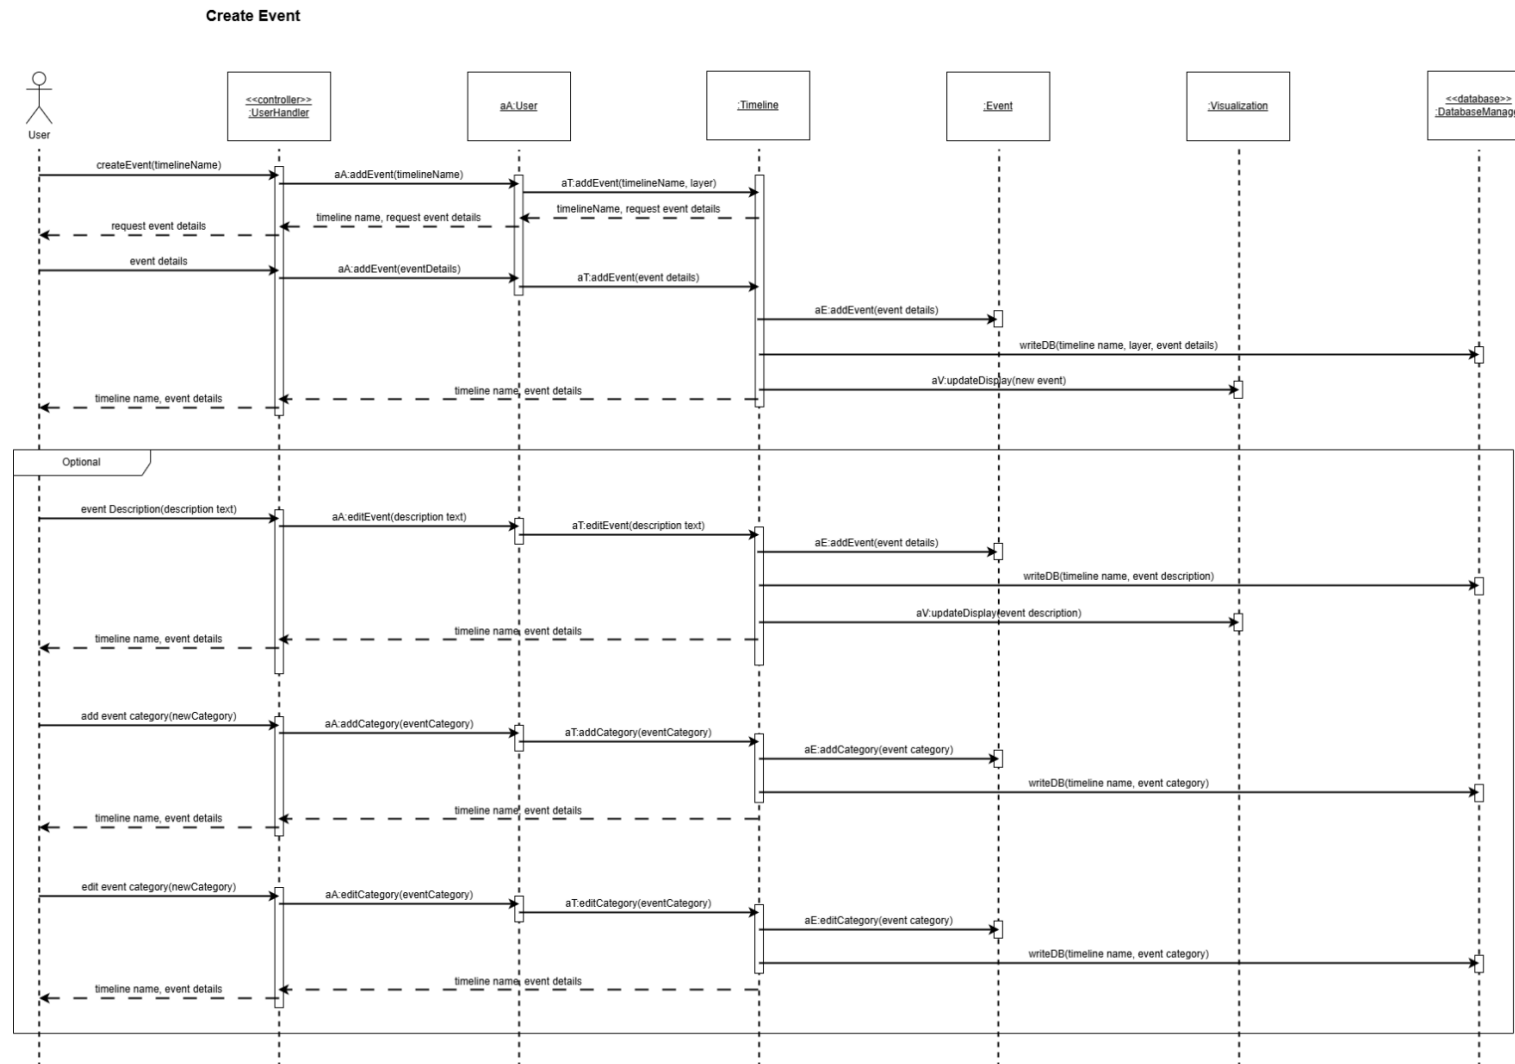 Create Event
User
<<controller>>
:UserHandler
aA:User
:Timeline
:Event
:Visualization
<<database>>
:DatabaseManag
createEvent(timelineName)
aA:addEvent(timelineName)
aT:addEvent(timelineName, layer)
timelineName, request event details
timeline name, request event details
request event details
event details
aA:addEvent(eventDetails)
aT:addEvent(event details)
aE:addEvent(event details)
writeDB(timeline name, layer, event details)
aV:updateDisplay(new event)
timeline name, event details
timeline name, event details
Optional
event Description(description text)
aA:editEvent(description text)
aT:editEvent(description text)
aE:addEvent(event details)
writeDB(timeline name, event description)
aV:updateDisplay(event description)
timeline name, event details
timeline name, event details
add event category(newCategory)
aA:addCategory(eventCategory)
aT:addCategory(eventCategory)
aE:addCategory(event category)
writeDB(timeline name, event category)
timeline name, event details
timeline name, event details
edit event category(newCategory)
aA:editCategory(eventCategory)
aT:editCategory(eventCategory)
aE:editCategory(event category)
writeDB(timeline name, event category)
timeline name, event details
timeline name, event details